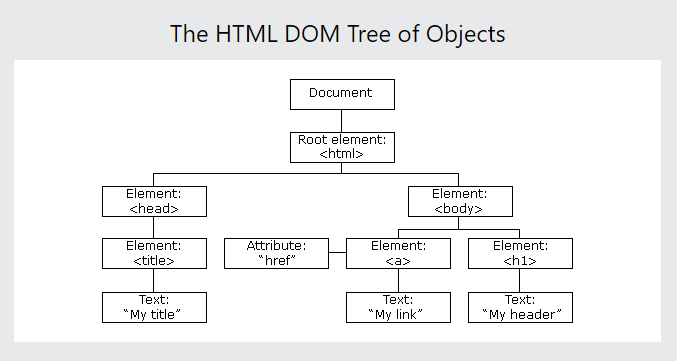 The HTML DOM Tree of Objects
Document
Root element:
<html>
Element:
<head>
Element:
<body>
Element:
<title>
Attribute:
“href”
Element:
<a>
Element:
<h1>
Text:
“My title”
Text:
“My link”
Text:
“My header”